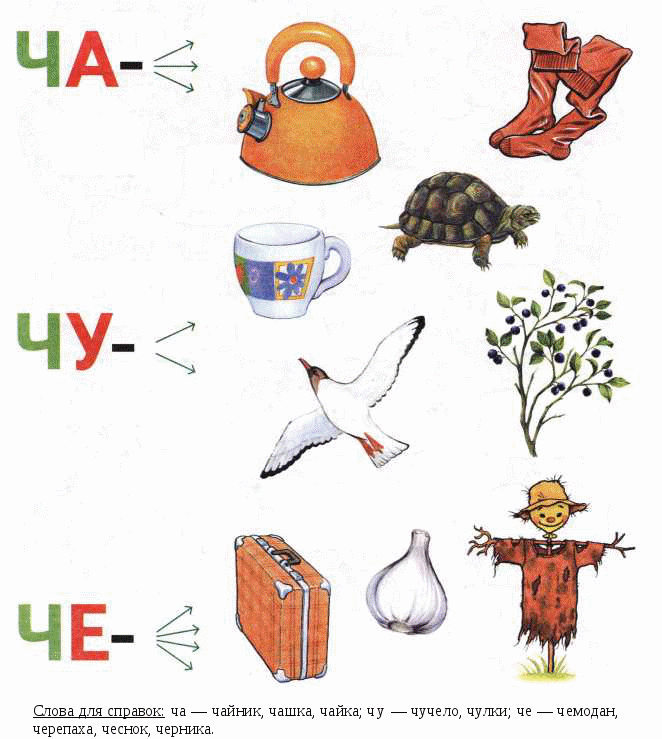 ЧА-
ЧУ-
ЧЕ-
Слова для справок: ча — чайник, чашка, чайка; чу — чучело, чулки; че — чемодан,
черепаха, чеснок, черника.